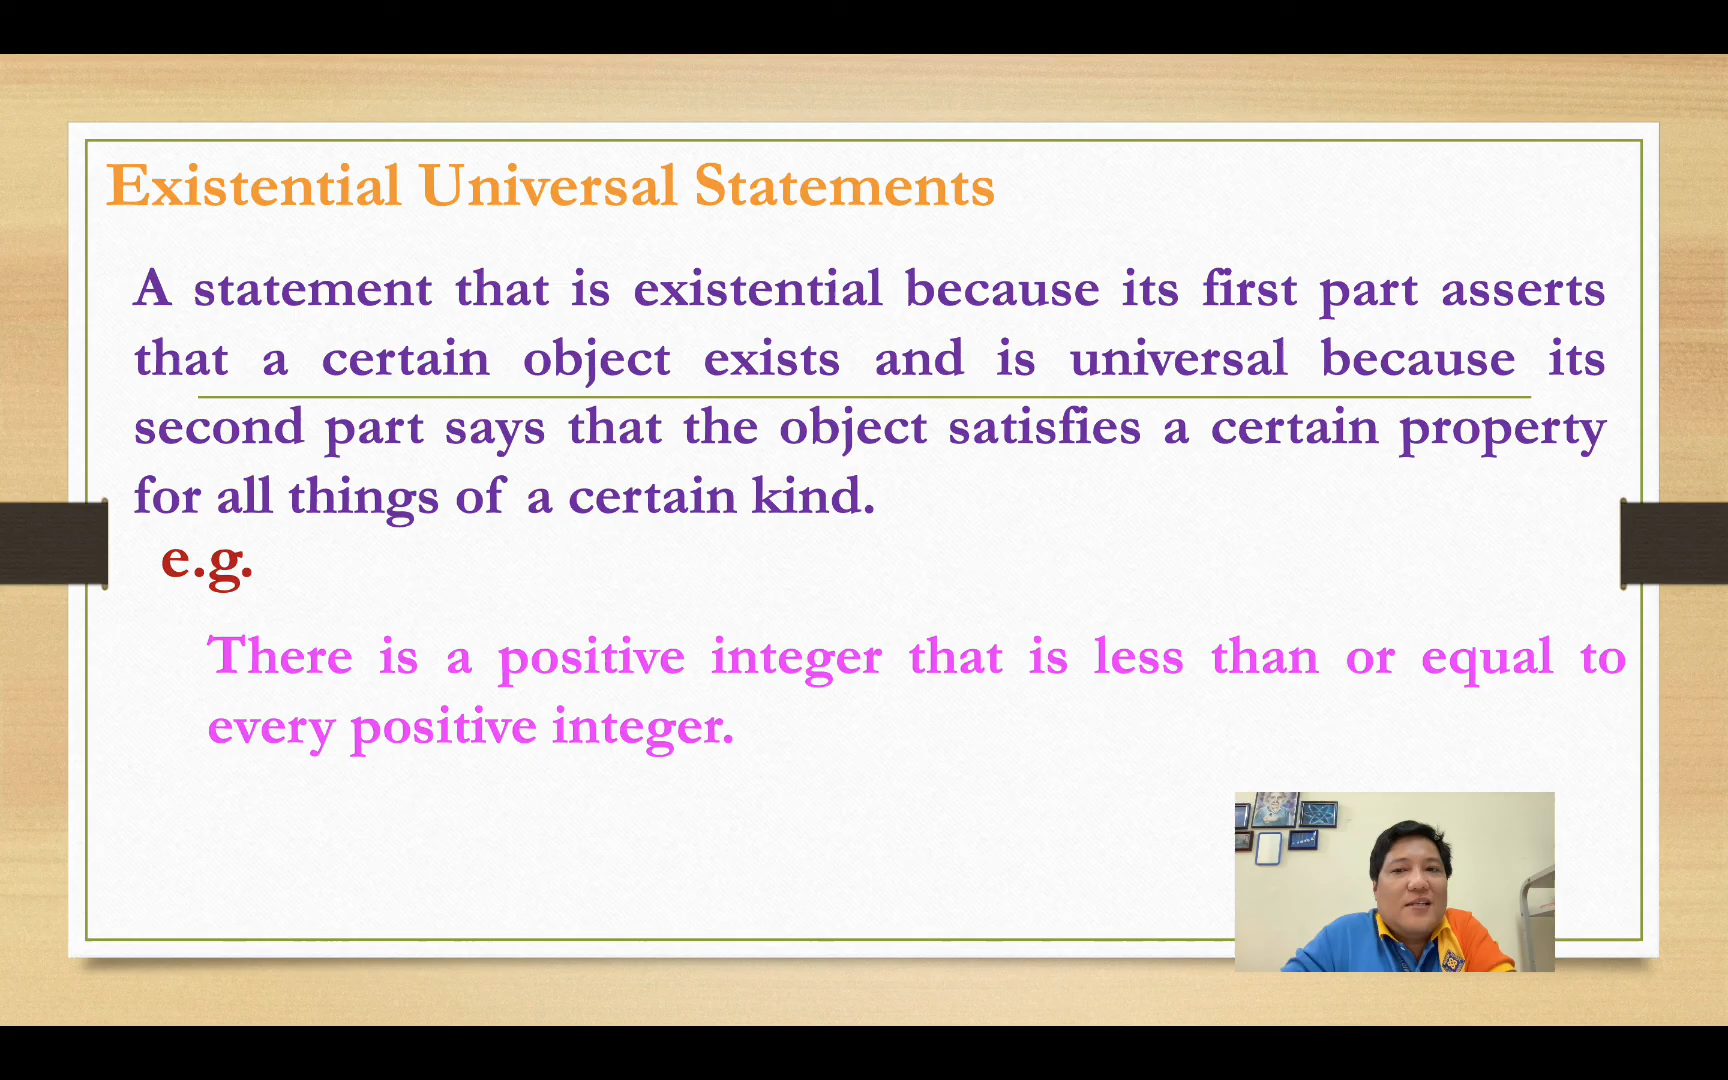 Existential Universal Statements
A statement that is existential because its first part asserts
that a certain object exists and is universal because its
second part says that the object satisfies a certain property
for all things of a certain kind.
e.g.
There is a positive integer that is less than or equal to
every positive integer.